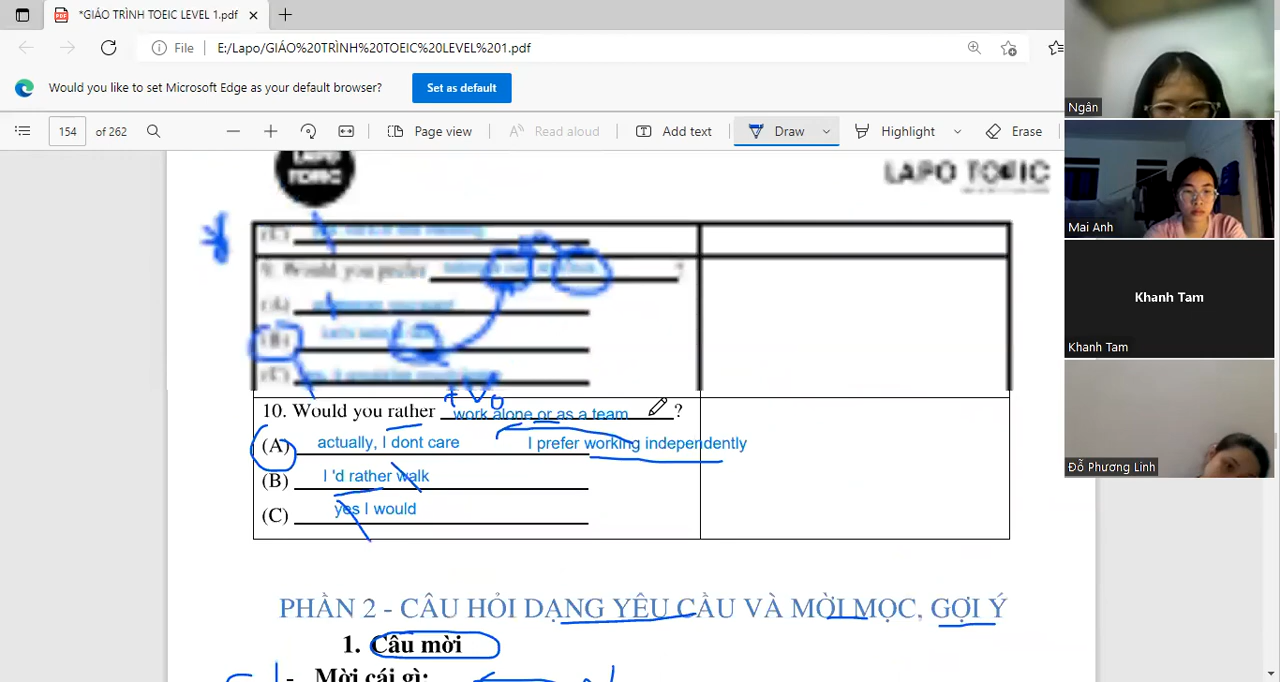 *GIÁO TRÌNH TOEIC LEVEL 1.pdf
File E:/Lapo/GIÁO%20TRÌNH%20TOEIC%20LEVEL%201.pdf
Would you like to set Microsoft Edge as your default browser? Set as default
154 of 262 Page view Read aloud Add text Draw Highlight Erase
LAPO TOEIC
LAPO TOEIC
9. Would you prefer ?
(A)
(B)
(C)
+ Vo
10. Would you rather work alone or as a team ?
(A) actually, I dont care I prefer working independently
(B) I 'd rather walk
(C) yes I would
PHẦN 2 - CÂU HỎI DẠNG YÊU CẦU VÀ MỜI MỌC, GỢI Ý
1. Câu mời
- Mời cái gì:
Ngân
Mai Anh
Khanh Tam
Khanh Tam
Đỗ Phương Linh